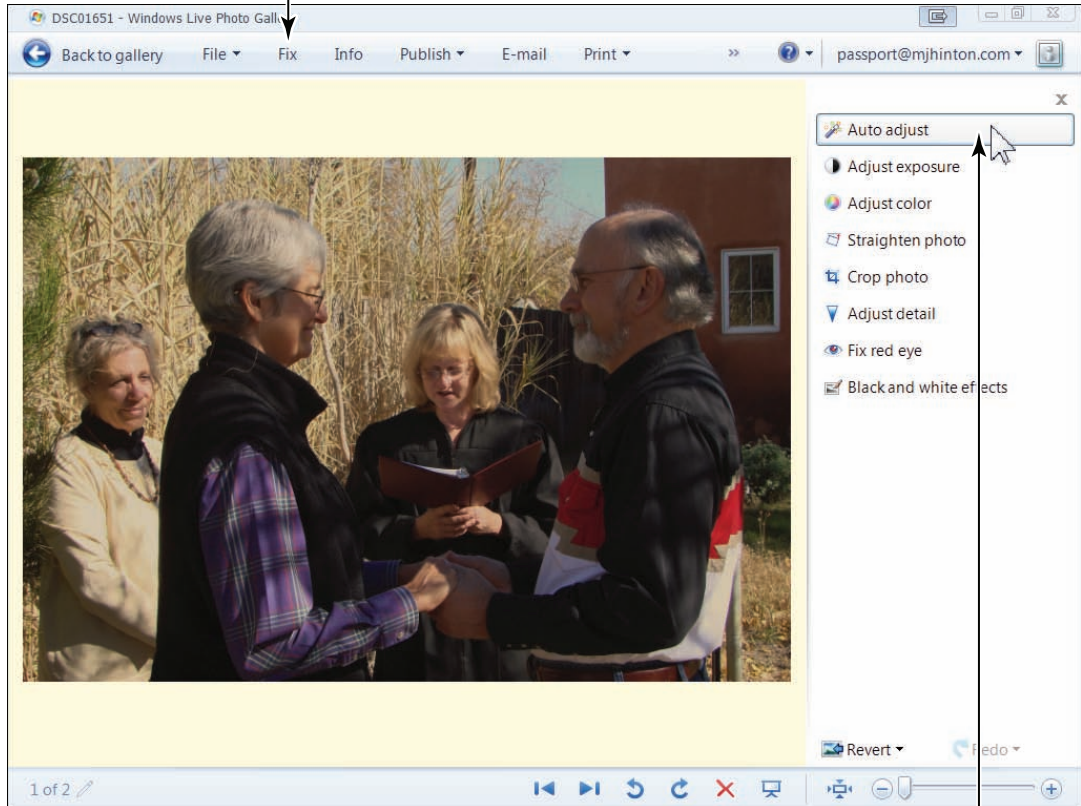 DSC01651 - Windows Live Photo Gall
Back to gallery File Fix Info Publish E-mail Print » passport@mjhinton.com
x
Auto adjust
Adjust exposure
Adjust color
Straighten photo
Crop photo
Adjust detail
Fix red eye
Black and white effects
Revert Redo
1 of 2